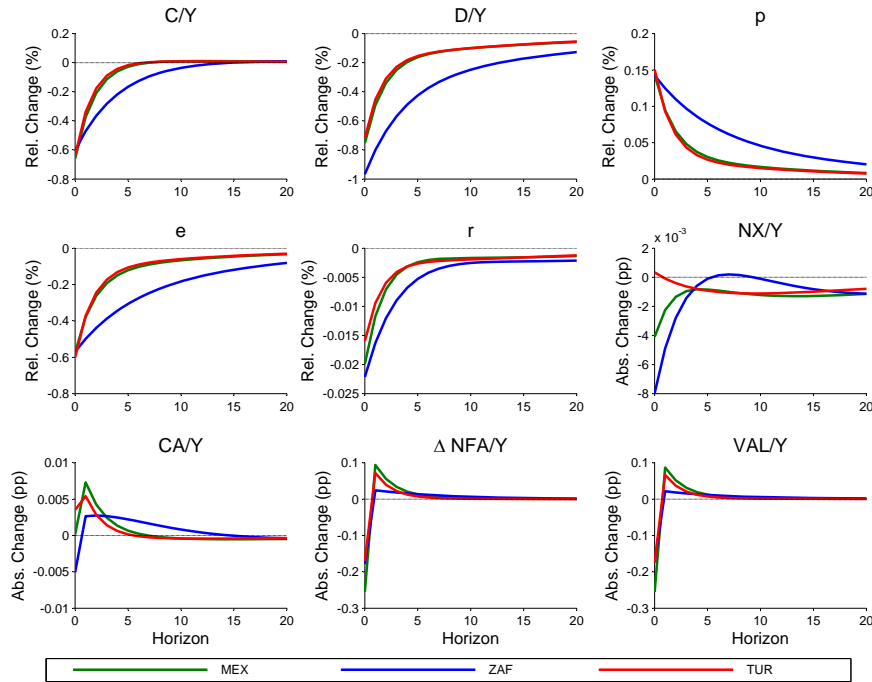 C/Y
D/Y
p
Rel. Change (%)
0.2
0
-0.2
-0.4
-0.6
-0.8
0 5 10 15 20
Rel. Change (%)
0
-0.2
-0.4
-0.6
-0.8
-1
0 5 10 15 20
Rel. Change (%)
0.2
0.15
0.1
0.05
0
0 5 10 15 20
e
r
NX/Y
Rel. Change (%)
0
-0.2
-0.4
-0.6
-0.8
0 5 10 15 20
Rel. Change (%)
0
-0.005
-0.01
-0.015
-0.02
-0.025
0 5 10 15 20
x 10⁻³
Abs. Change (pp)
2
0
-2
-4
-6
-8
0 5 10 15 20
CA/Y
Δ NFA/Y
VAL/Y
Abs. Change (pp)
0.01
0.005
0
-0.005
-0.01
0 5 10 15 20
Horizon
Abs. Change (pp)
0.1
0
-0.1
-0.2
-0.3
0 5 10 15 20
Horizon
Abs. Change (pp)
0.1
0
-0.1
-0.2
-0.3
0 5 10 15 20
Horizon
MEX
ZAF
TUR